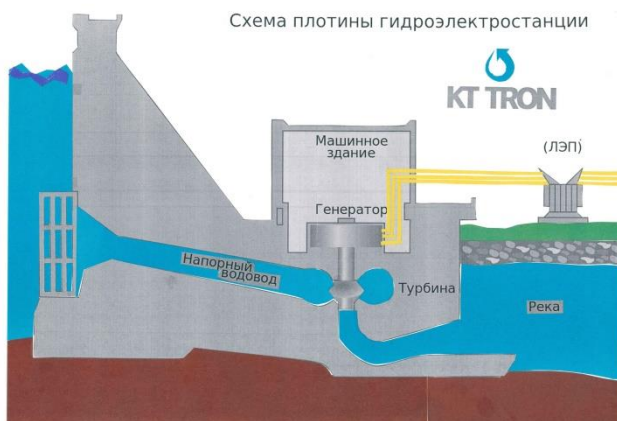 Схема плотины гидроэлектростанции
KT TRON
Машинное
здание
(ЛЭП)
Генератор
Напорный
водовод
Турбина
Река